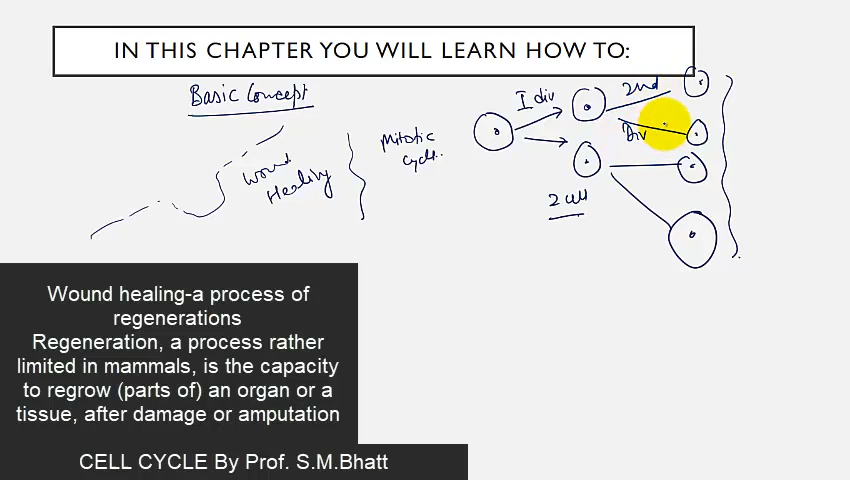 IN THIS CHAPTER YOU WILL LEARN HOW TO:
Basic Concept
I div
2nd
Div
Mitotic
Cycle..
Wound
Healing
2 cell
Wound healing-a process of
regenerations
Regeneration, a process rather
limited in mammals, is the capacity
to regrow (parts of) an organ or a
tissue, after damage or amputation
CELL CYCLE By Prof. S.M.Bhatt